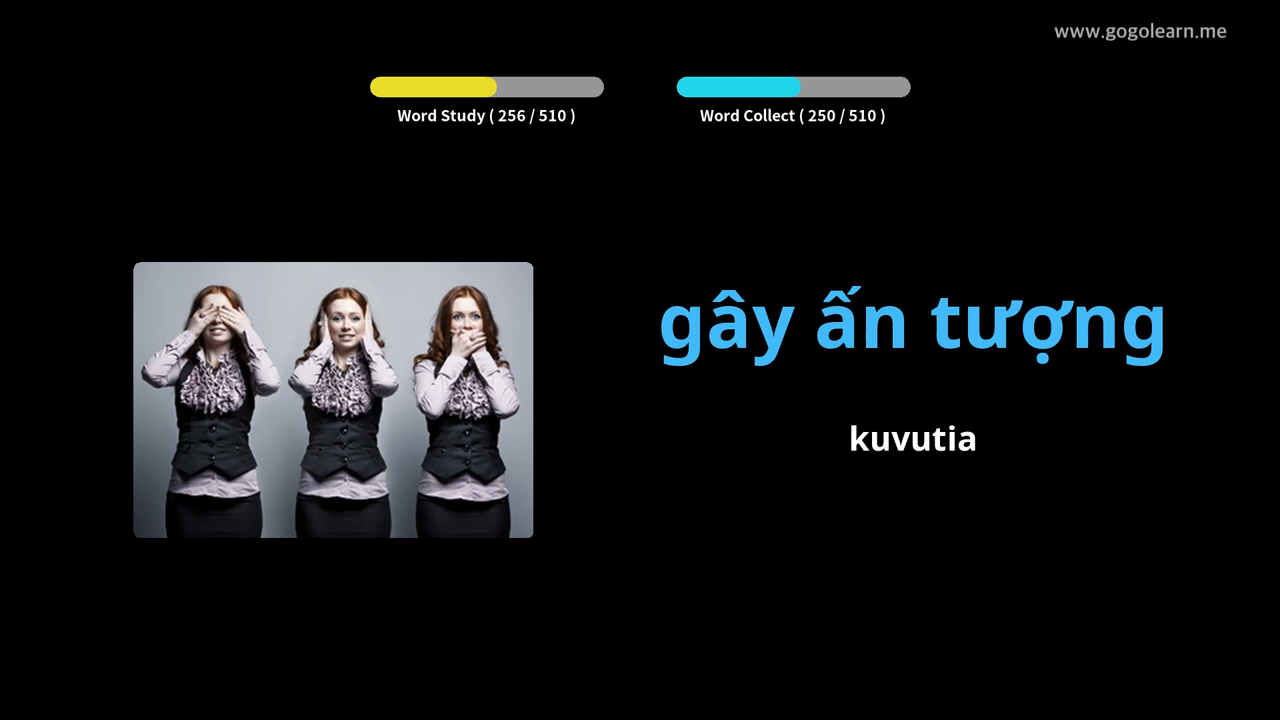 www.gogolearn.me
Word Study ( 256 / 510 )
Word Collect ( 250 / 510 )
gây ấn tượng
kuvutia